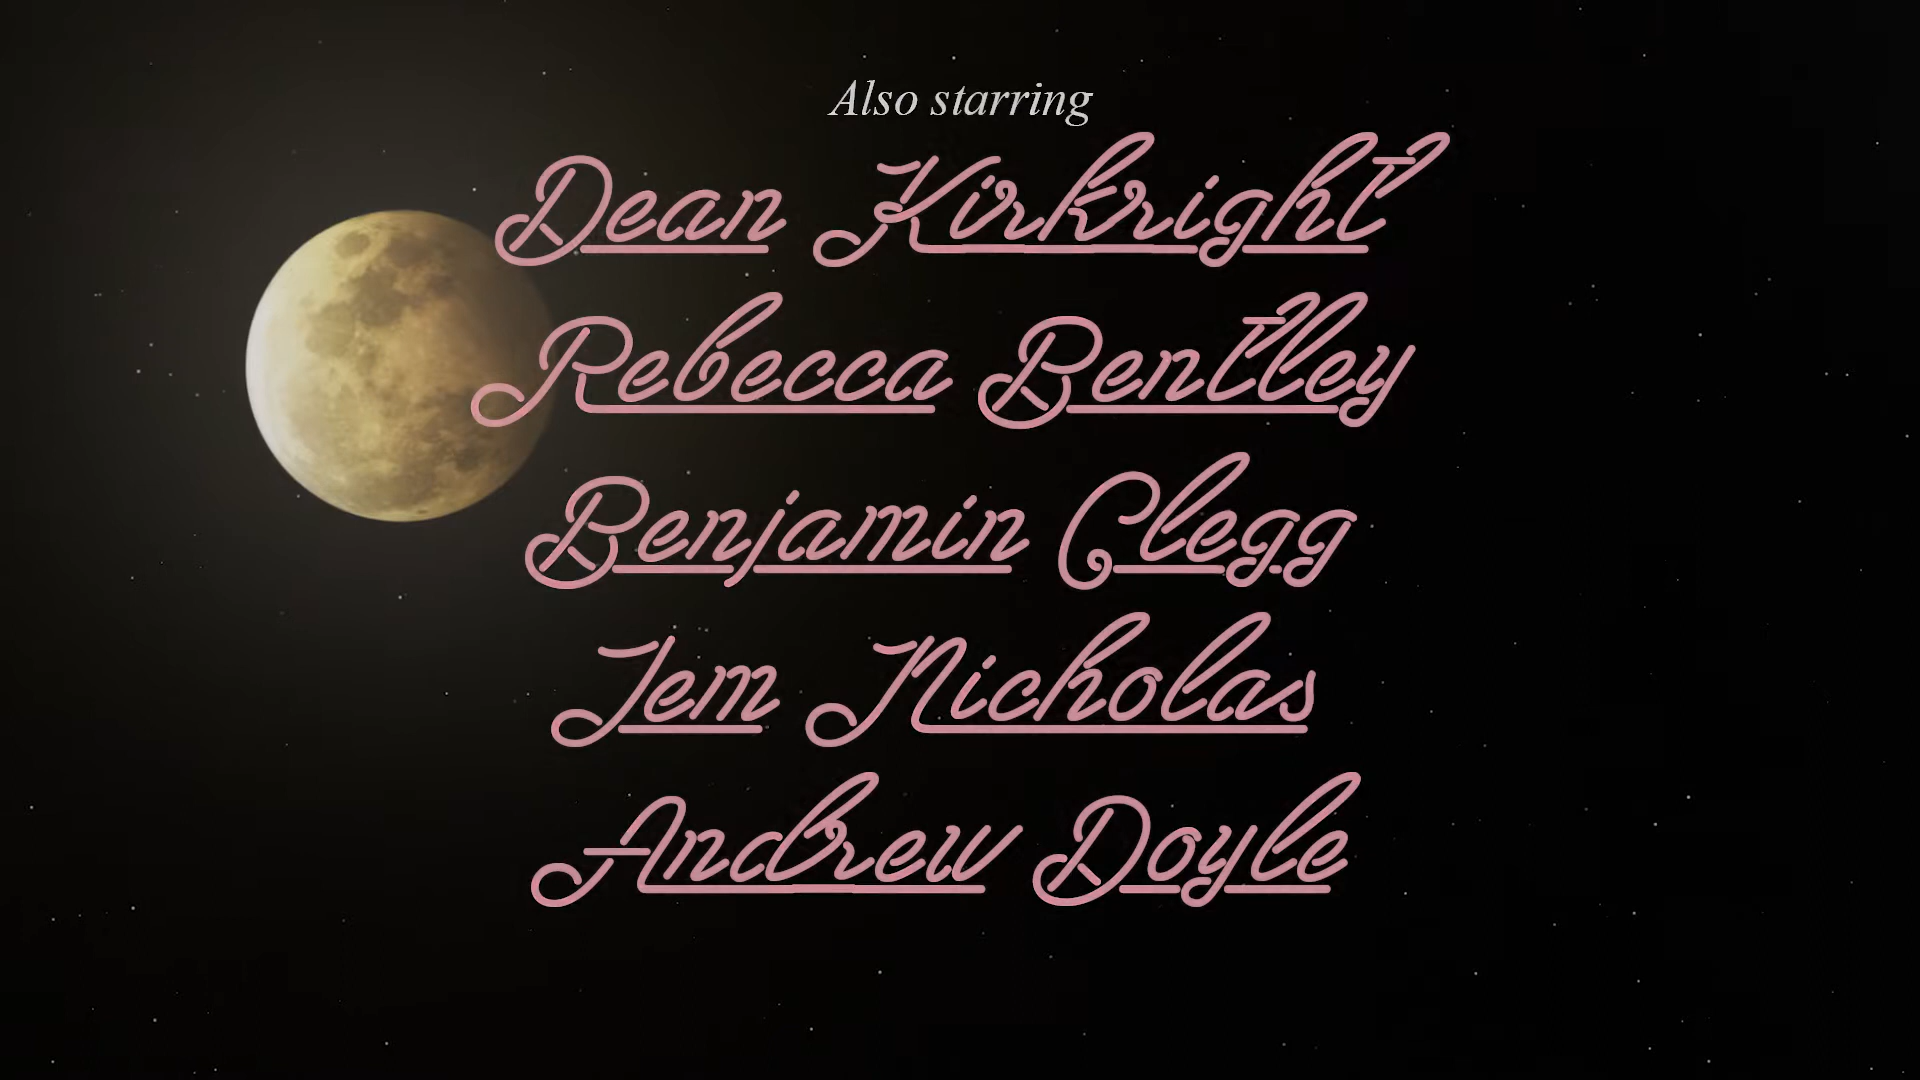 Also starring
Dean Kirkright
Rebecca Bentley
Benjamin Clegg
Jem Nicholas
Andrew Doyle